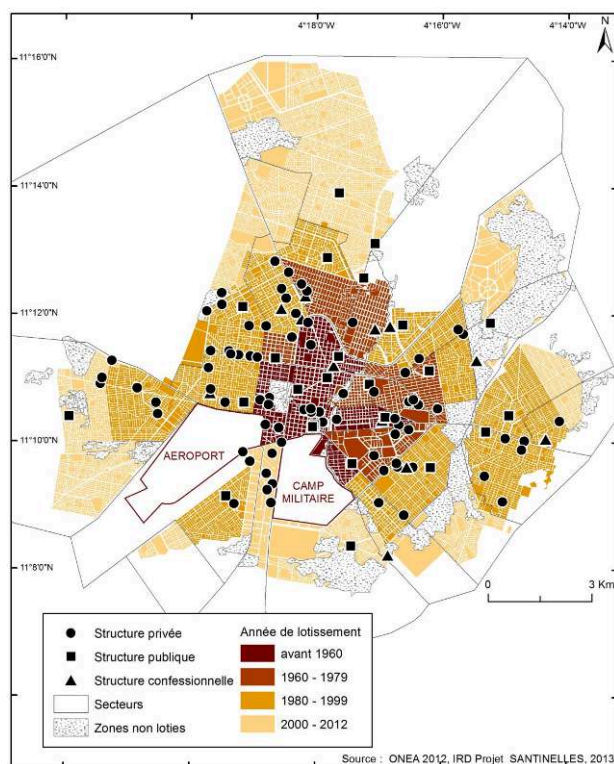 4°18'0"W
4°16'0"W
4°14'0"W
N
11°16'0"N
11°14'0"N
11°12'0"N
11°10'0"N
11°8'0"N
AEROPORT
CAMP
MILITAIRE
0 3 Km
Structure privée
Structure publique
Structure confessionnelle
Secteurs
Zones non loties
Année de lotissement
avant 1960
1960 - 1979
1980 - 1999
2000 - 2012
Source : ONEA 2012, IRD Projet SANTINELLES, 2013